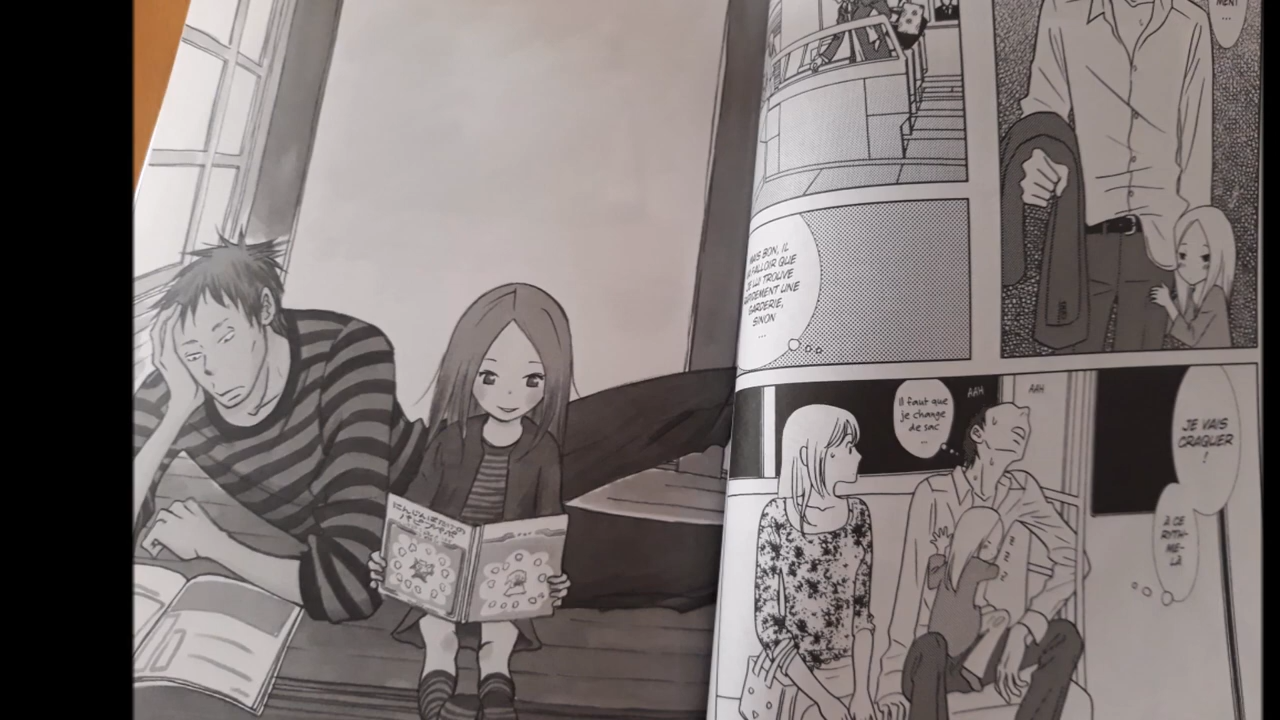 MENT
...
MAIS BON, IL
FALLOIR QUE
JE LUI TROUVE
RAPIDEMENT UNE
GARDERIE,
SINON
...
Il faut que
je change
de sac
...
AAH
AAH
JE VAIS
CRAQUER
!
À CE
RYTH-
ME-
LÀ